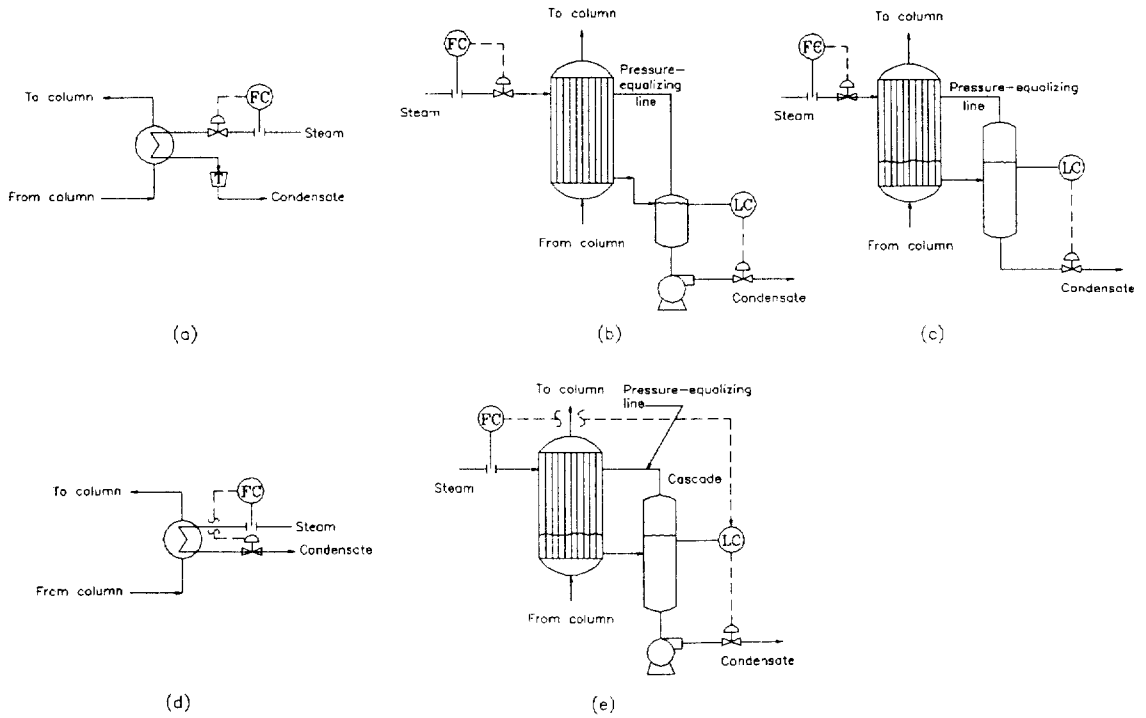 To column
FC
Steam
From column
T
Condensate
(a)
To column
FC
Pressure-
equalizing
line
Steam
LC
From column
Condensate
(b)
To column
FC
Pressure-equalizing
line
Steam
LC
From column
Condensate
(c)
To column
FC
Steam
Condensate
From column
(d)
To column
Pressure-equalizing
line
FC
Steam
Cascade
LC
From column
Condensate
(e)